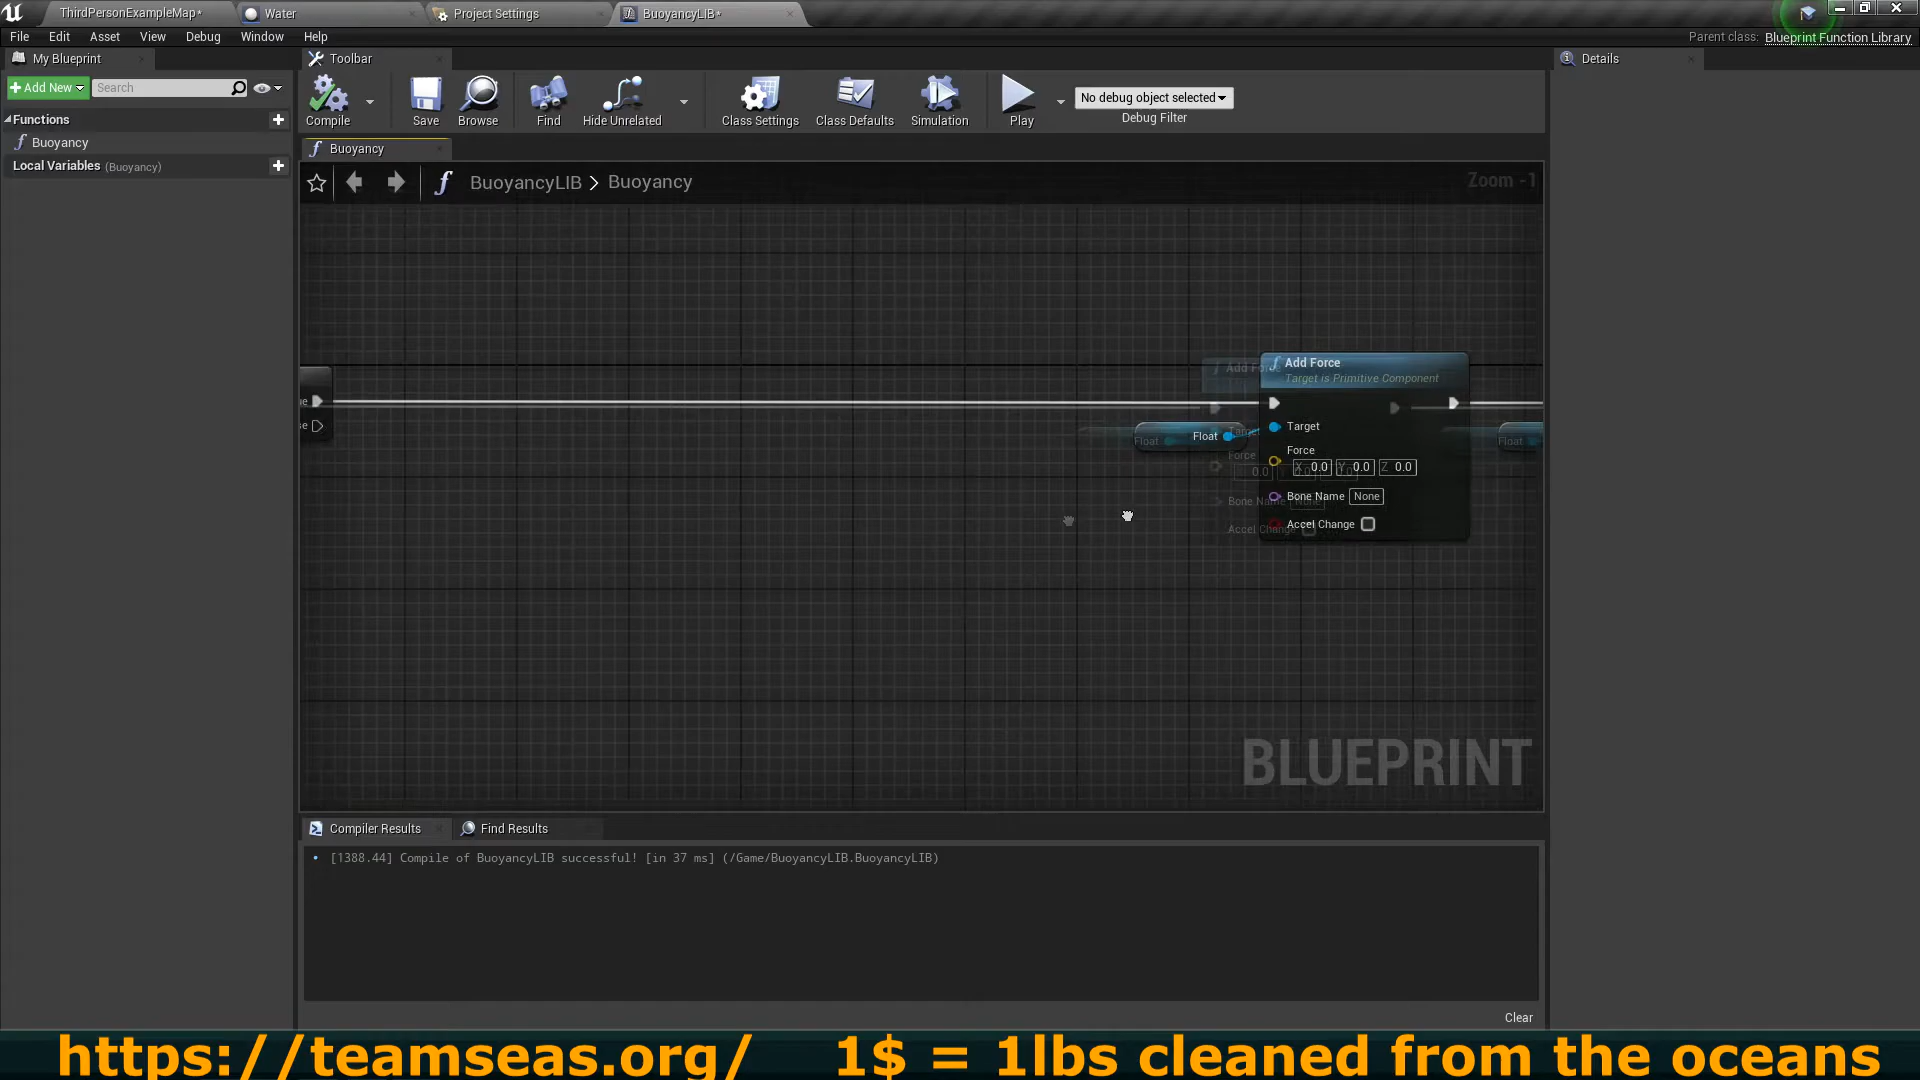 ThirdPersonExampleMap*
Water
Project Settings
BuoyancyLIB*
File Edit Asset View Debug Window Help
Parent class: Blueprint Function Library
My Blueprint
Toolbar
Details
Add New
Search
Compile
Save
Browse
Find
Hide Unrelated
Class Settings
Class Defaults
Simulation
Play
No debug object selected
Debug Filter
Functions
Buoyancy
Local Variables (Buoyancy)
Buoyancy
BuoyancyLIB > Buoyancy
Zoom -1
Add Force
Target is Primitive Component
Float
Target
Force
X 0.0 Y 0.0 Z 0.0
Bone Name None
Accel Change
Float
BLUEPRINT
Compiler Results
Find Results
[1388.44] Compile of BuoyancyLIB successful! [in 37 ms] (/Game/BuoyancyLIB.BuoyancyLIB)
Clear
https://teamseas.org/ 1$ = 1lbs cleaned from the oceans